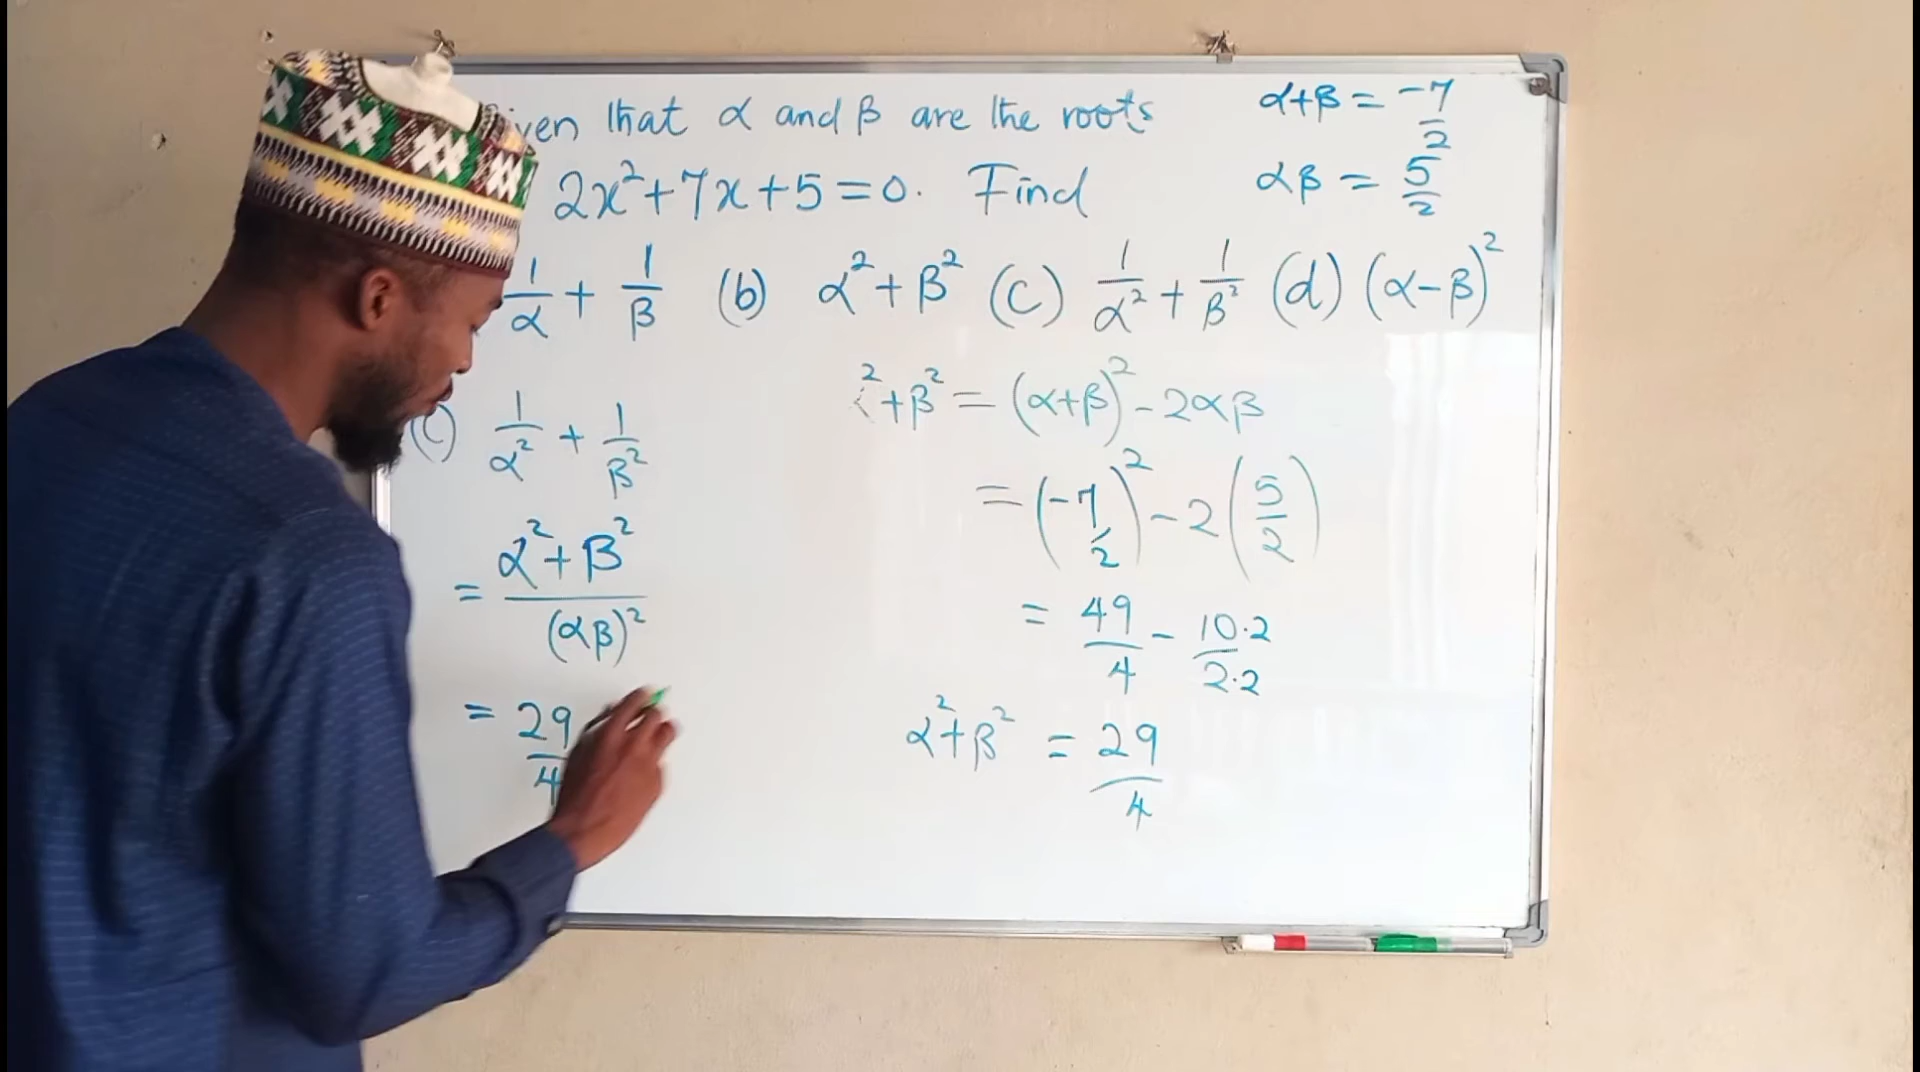 ven that α and β are the roots
2x²+7x+5=0. Find
1/α + 1/β (b) α²+β² (c) 1/α² + 1/β² (d) (α-β)²
α+β = -7/2
αβ = 5/2
(c) 1/α² + 1/β²
= α²+β²/(αβ)²
= 29/4
²+β² = (α+β)² - 2αβ
= (-7/2)² - 2(5/2)
= 49/4 - 10·2/2·2
α²+β² = 29/4